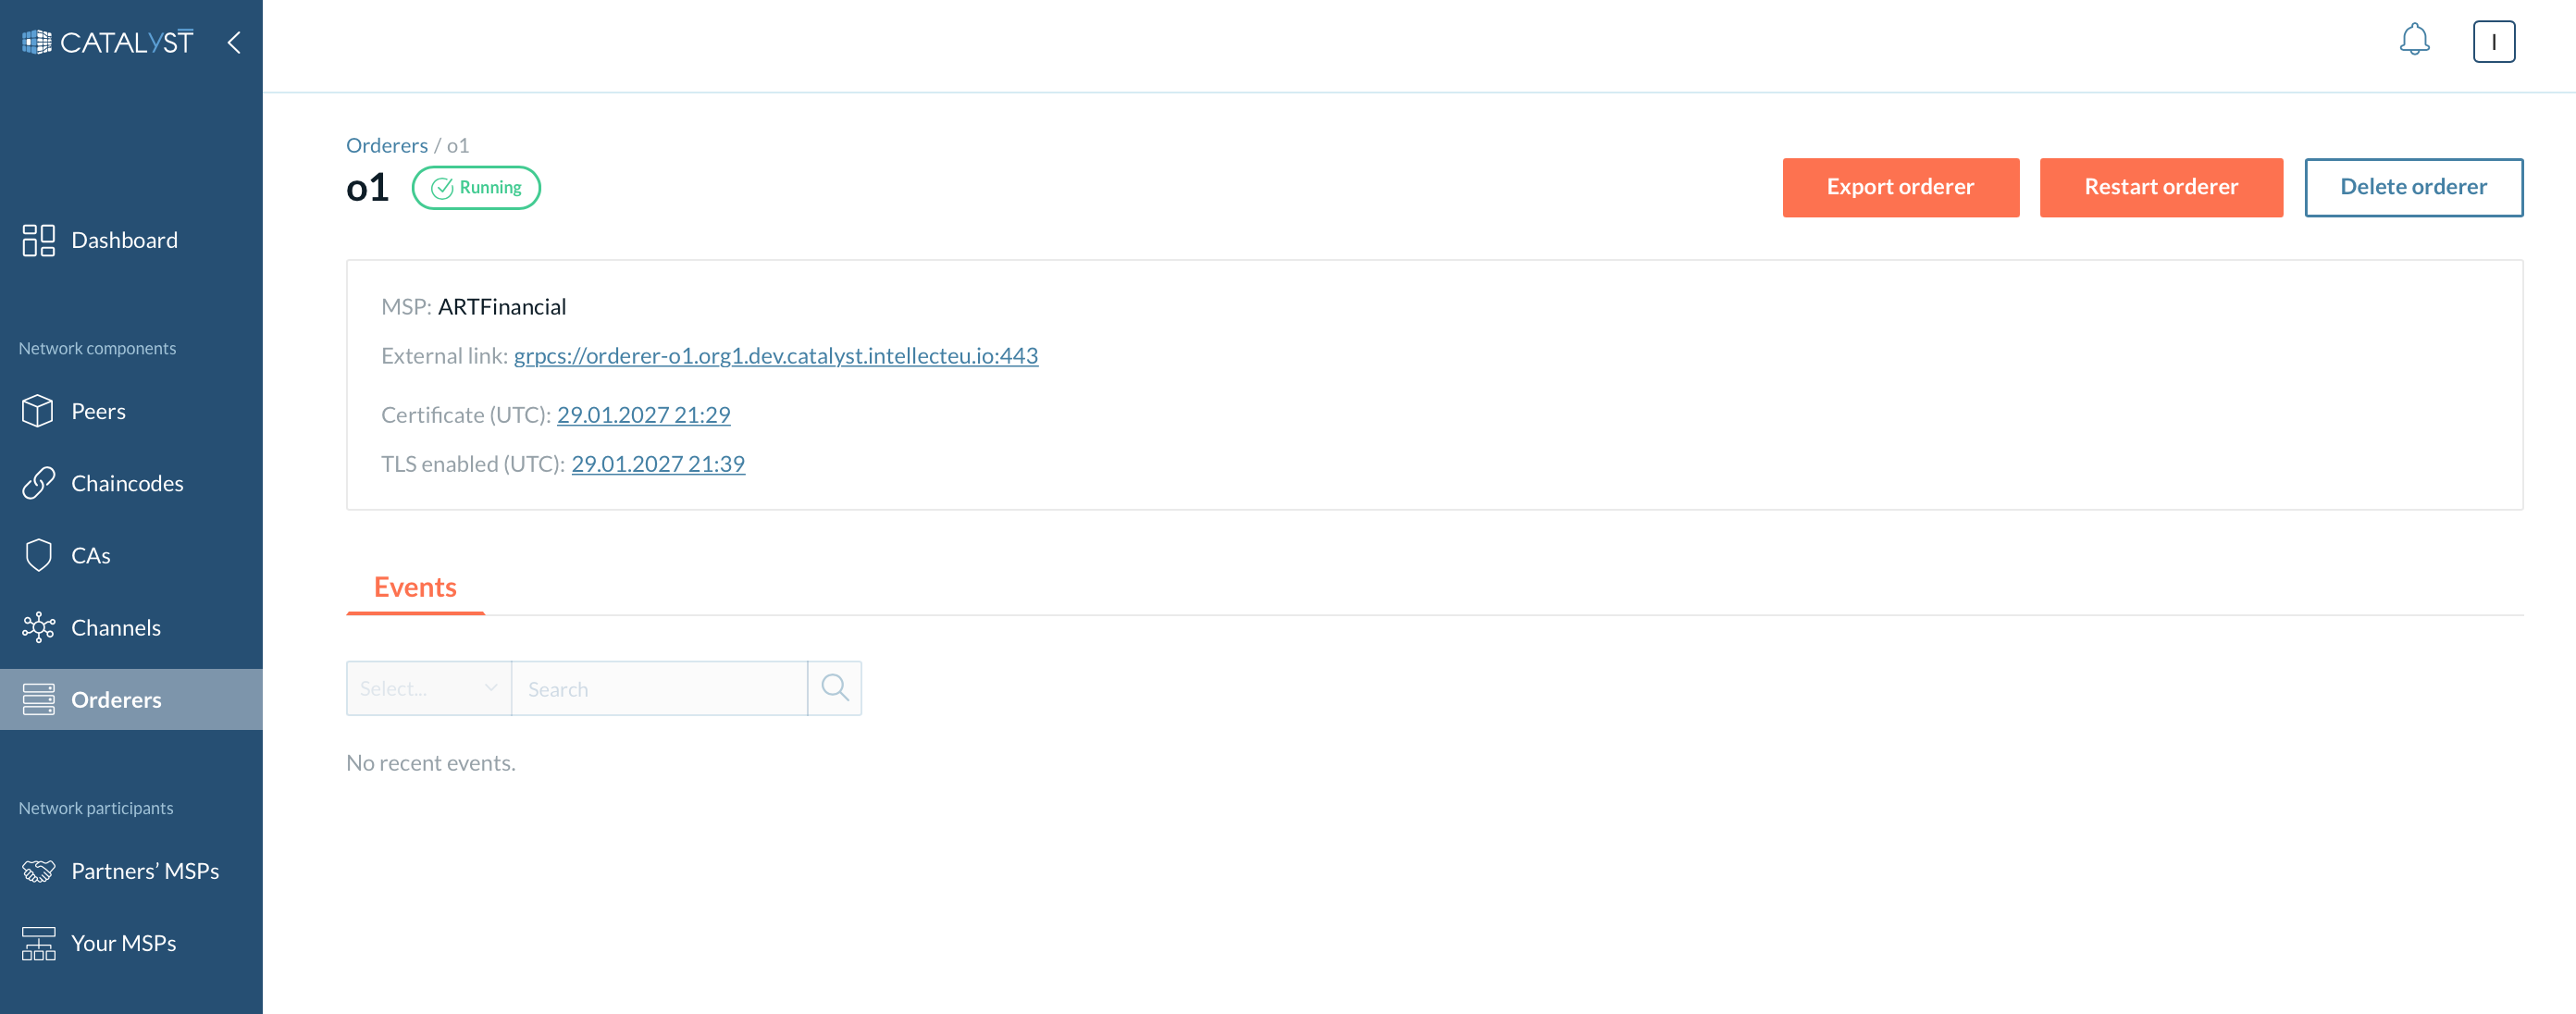 CATALYST
I
Dashboard
Network components
Peers
Chaincodes
CAs
Channels
Orderers
Network participants
Partners’ MSPs
Your MSPs
Orderers / o1
o1
Running
Export orderer
Restart orderer
Delete orderer
MSP: ARTFinancial
External link: grpcs://orderer-o1.org1.dev.catalyst.intellecteu.io:443
Certificate (UTC): 29.01.2027 21:29
TLS enabled (UTC): 29.01.2027 21:39
Events
Select...
Search
No recent events.